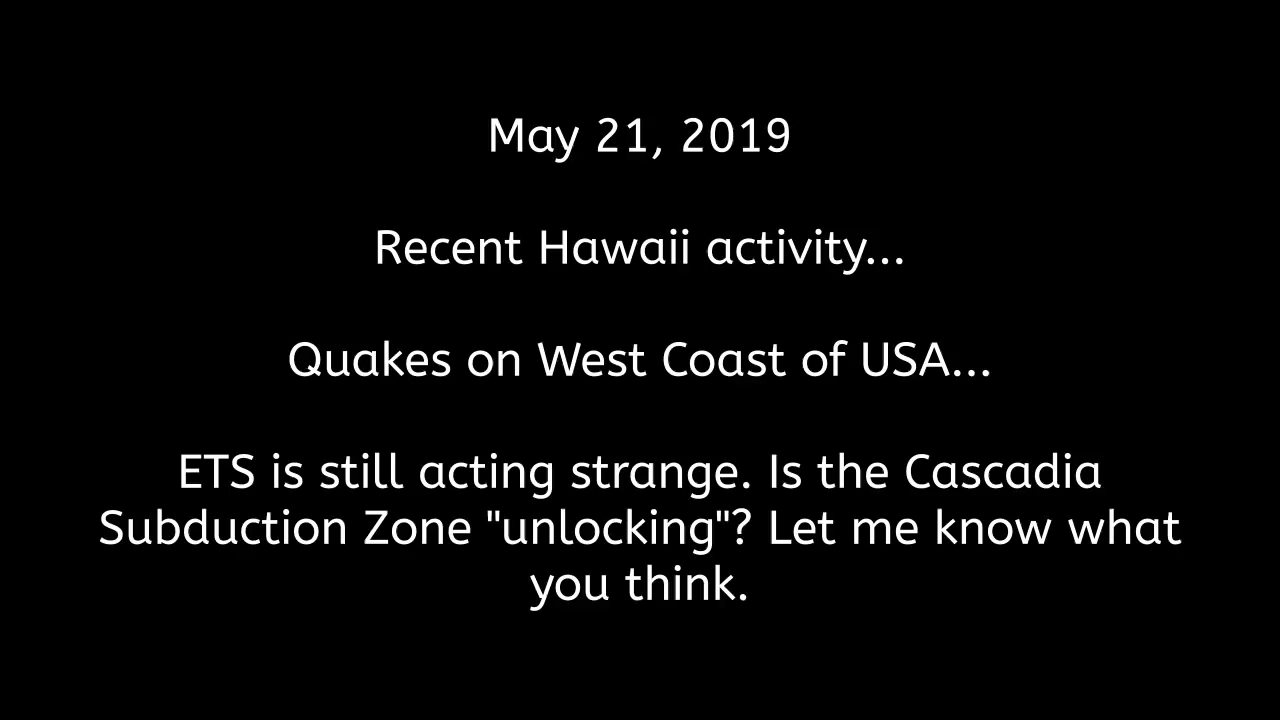 May 21, 2019
Recent Hawaii activity...
Quakes on West Coast of USA...
ETS is still acting strange. Is the Cascadia
Subduction Zone "unlocking"? Let me know what
you think.